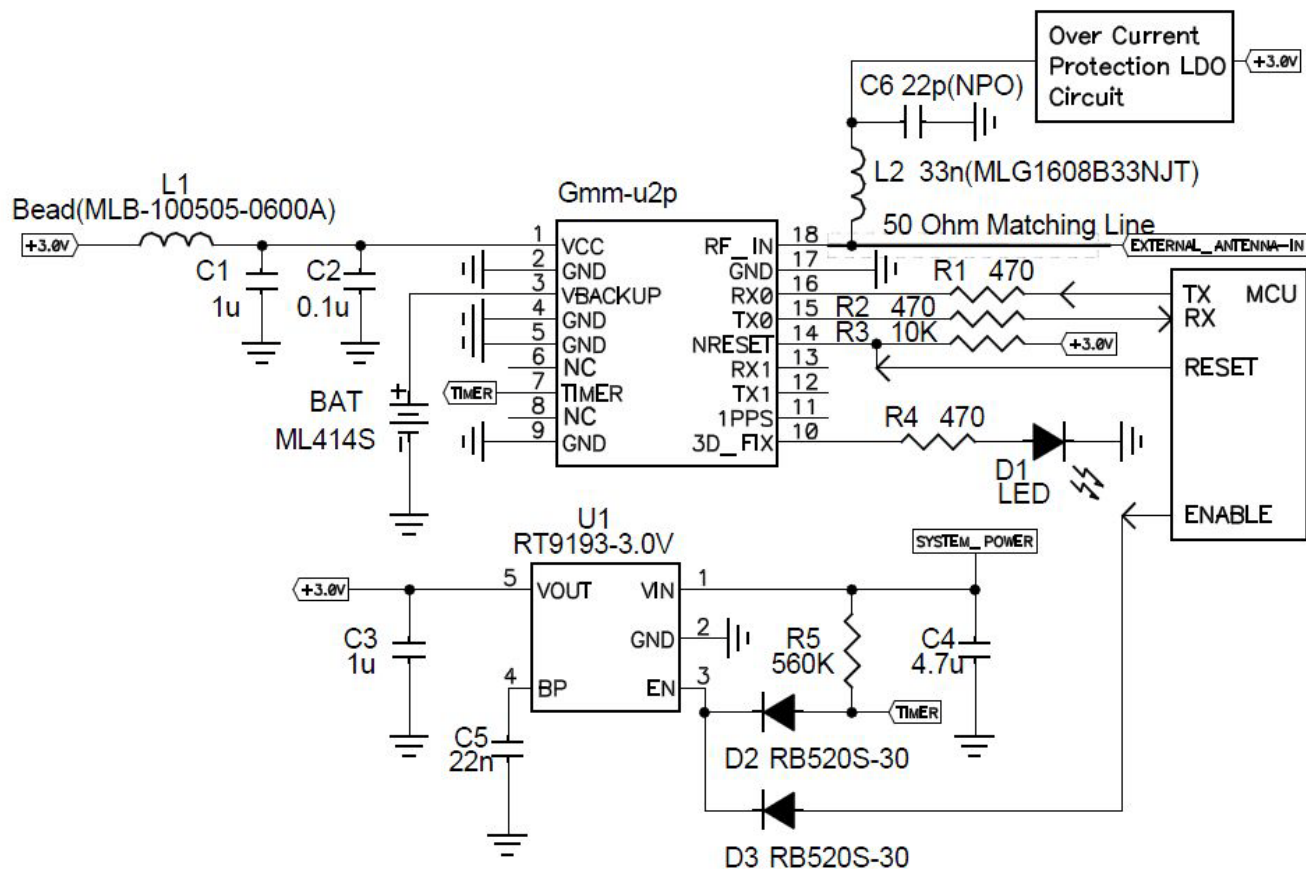 Over Current
Protection LDO
Circuit
+3.0V
C6 22p(NPO)
L2 33n(MLG1608B33NJT)
L1
Bead(MLB-100505-0600A)
+3.0V
C1
1u
C2
0.1u
Gmm-u2p
50 Ohm Matching Line
EXTERNAL_ANTENNA-IN
1 VCC
2 GND
3 VBACKUP
4 GND
5 GND
6 NC
7 TIMER
8 NC
9 GND
RF_IN 18
GND 17
RX0 16
TX0 15
NRESET 14
RX1 13
TX1 12
1PPS 11
3D_FIX 10
TIMER
BAT
ML414S
+
R1 470
R2 470
R3 10K
+3.0V
R4 470
D1
LED
TX MCU
RX
RESET
ENABLE
U1
RT9193-3.0V
+3.0V
C3
1u
5 VOUT
4 BP
VIN 1
GND 2
EN 3
C5
22n
SYSTEM_POWER
R5
560K
C4
4.7u
TIMER
D2 RB520S-30
D3 RB520S-30